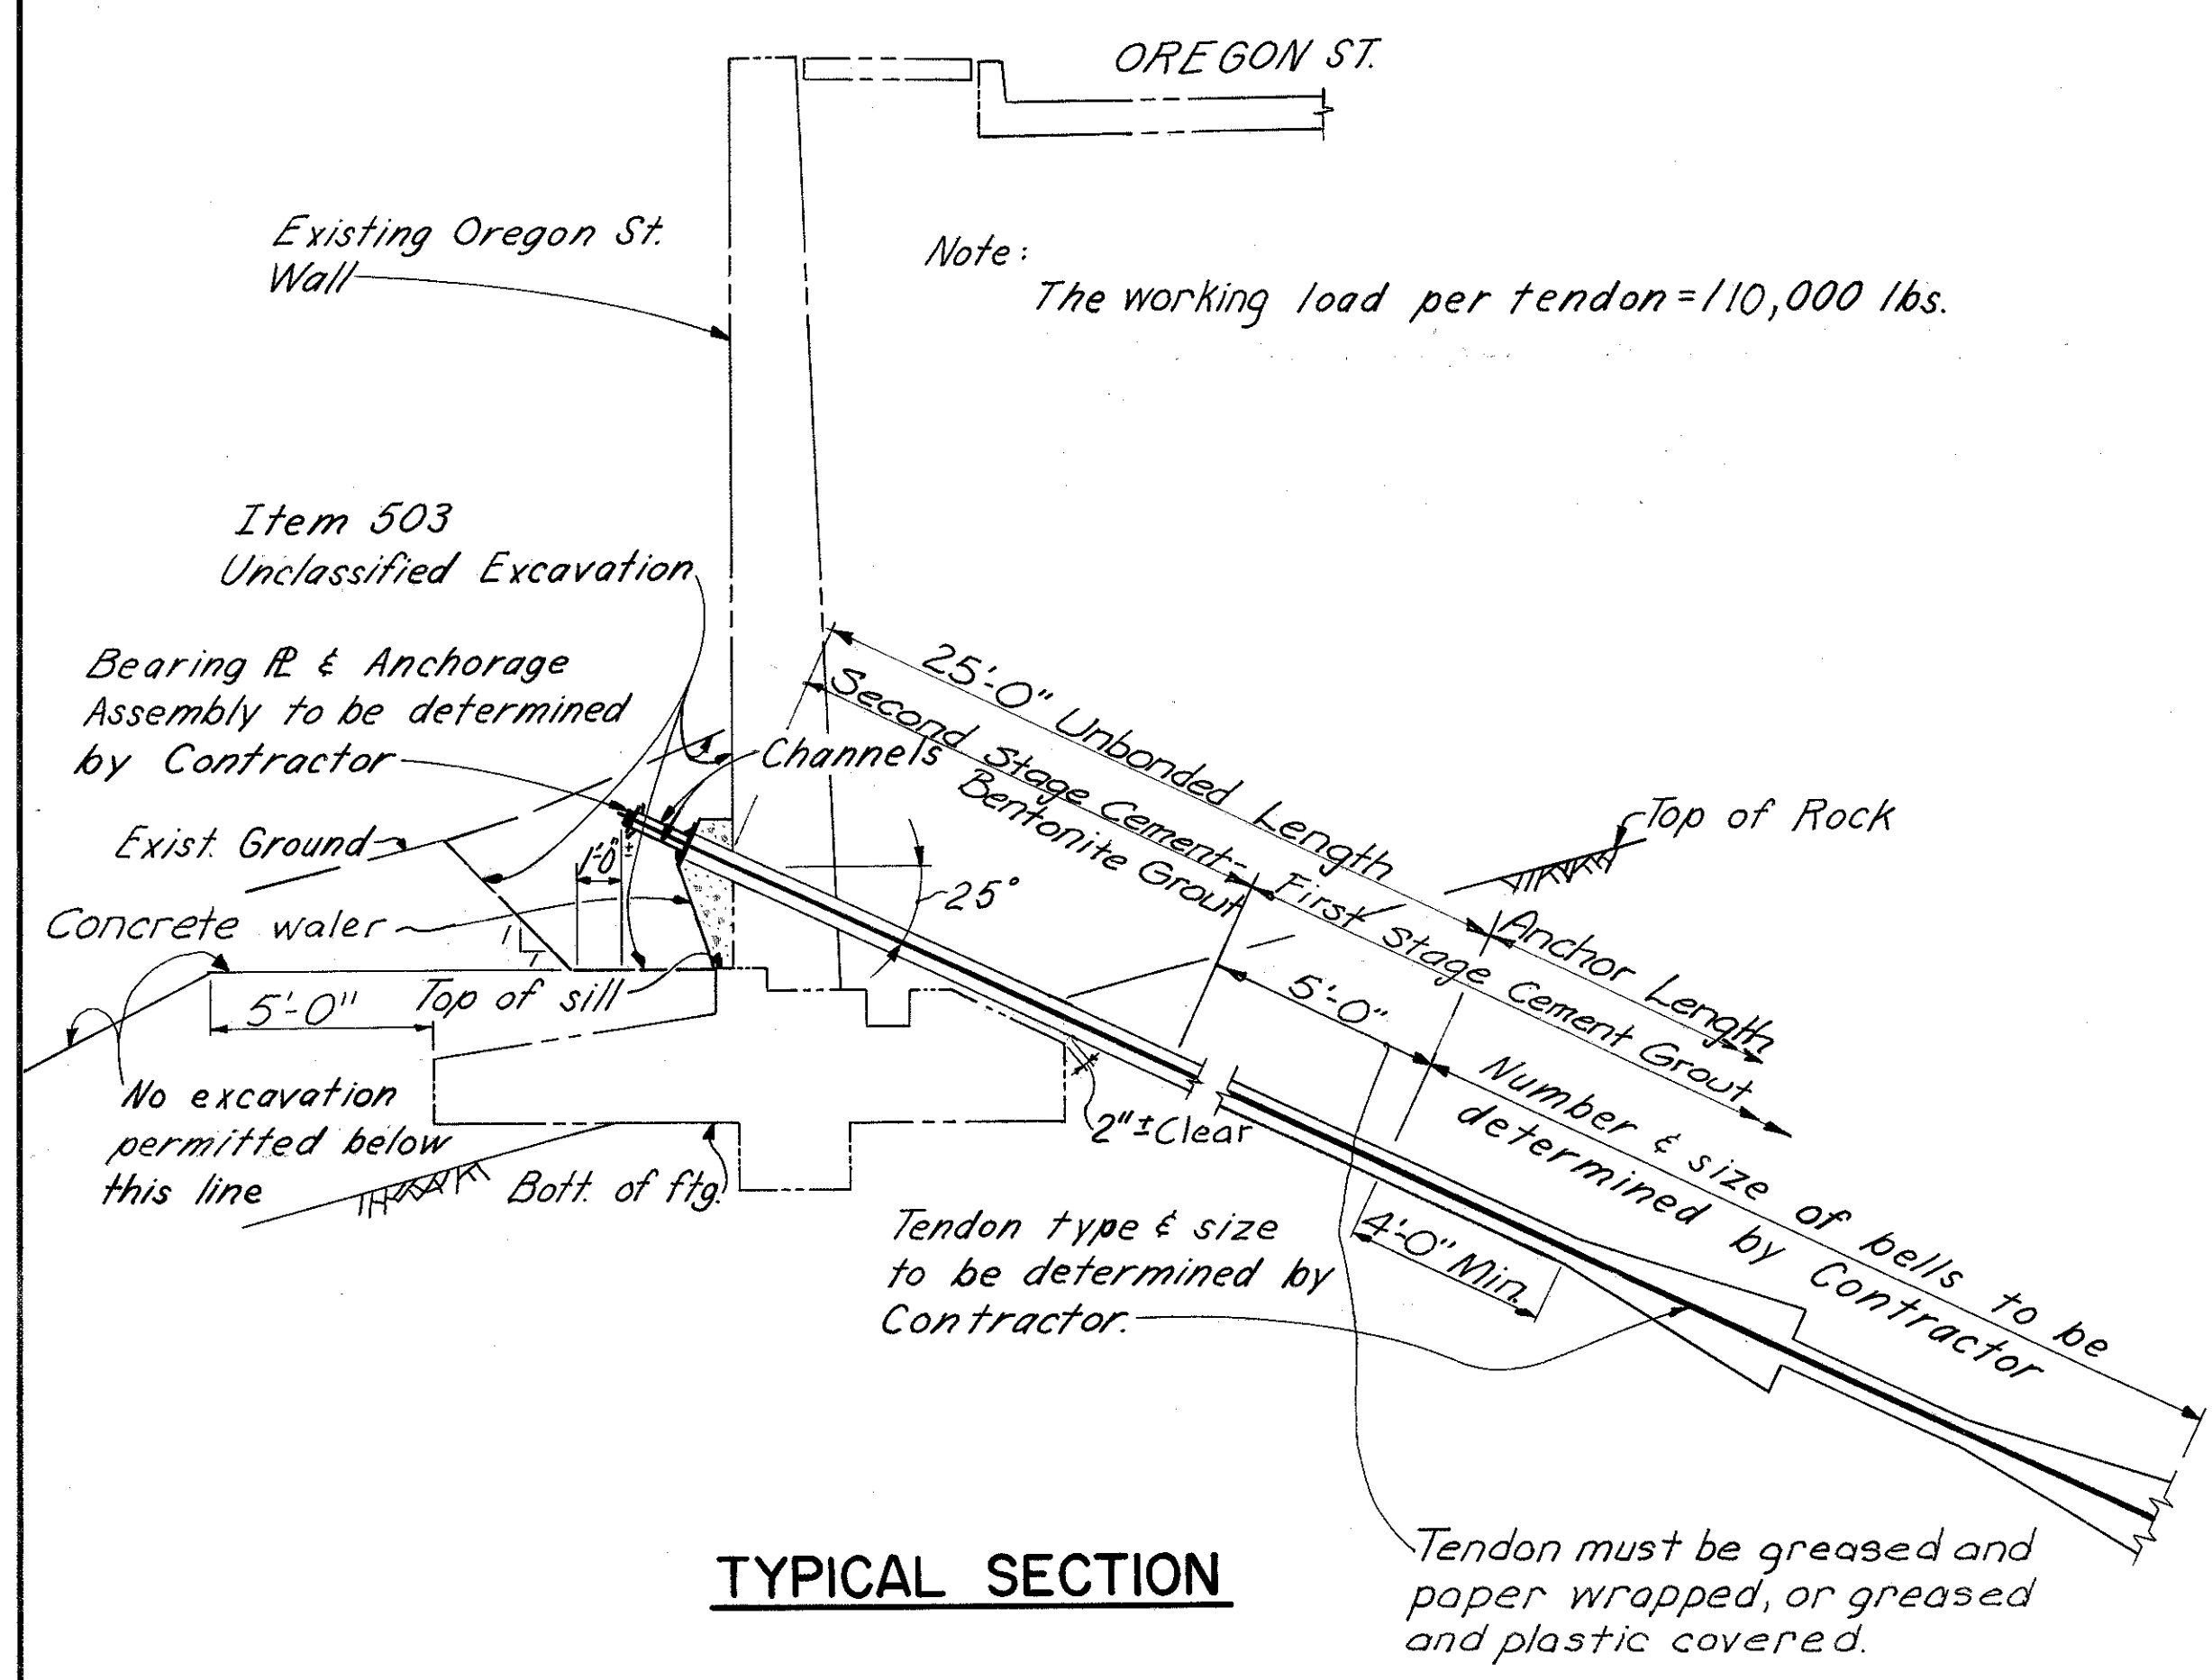 OREGON ST.
Existing Oregon St.
Wall
Note:
The working load per tendon = 110,000 lbs.
Item 503
Unclassified Excavation
Bearing ℙL & Anchorage
Assembly to be determined
by Contractor
Channels
25'-0" Unbonded Length
Second Stage Cement-
Bentonite Grout
Top of Rock
Exist. Ground
1'-0"±
25°
First stage Cement Grout
Anchor Length
Concrete waler
1
1
5'-0"
Top of sill
5'-0"
No excavation
permitted below
this line
Bott. of ftg.
2"± Clear
Number & size of bells to be
determined by Contractor
Tendon type & size
to be determined by
Contractor.
4'-0" Min.
TYPICAL SECTION
Tendon must be greased and
paper wrapped, or greased
and plastic covered.